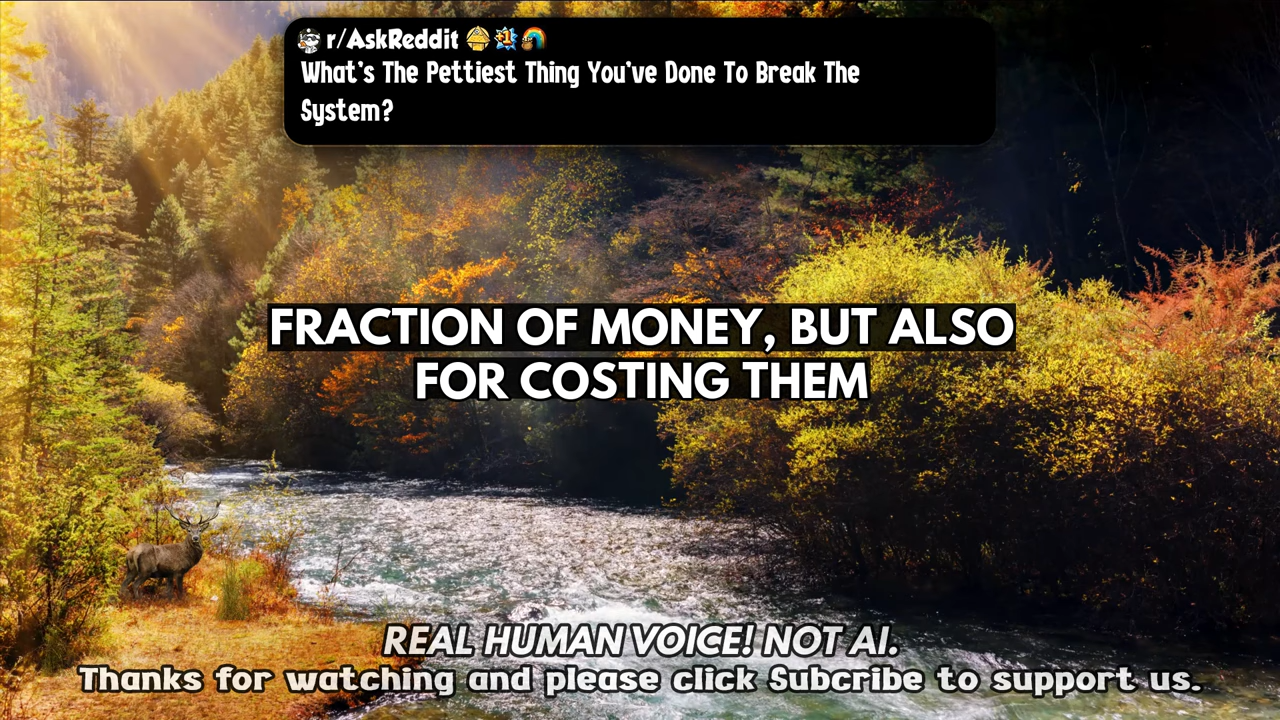 r/AskReddit
What's The Pettiest Thing You've Done To Break The
System?
FRACTION OF MONEY, BUT ALSO
FOR COSTING THEM
REAL HUMAN VOICE! NOT AI.
Thanks for watching and please click Subcribe to support us.